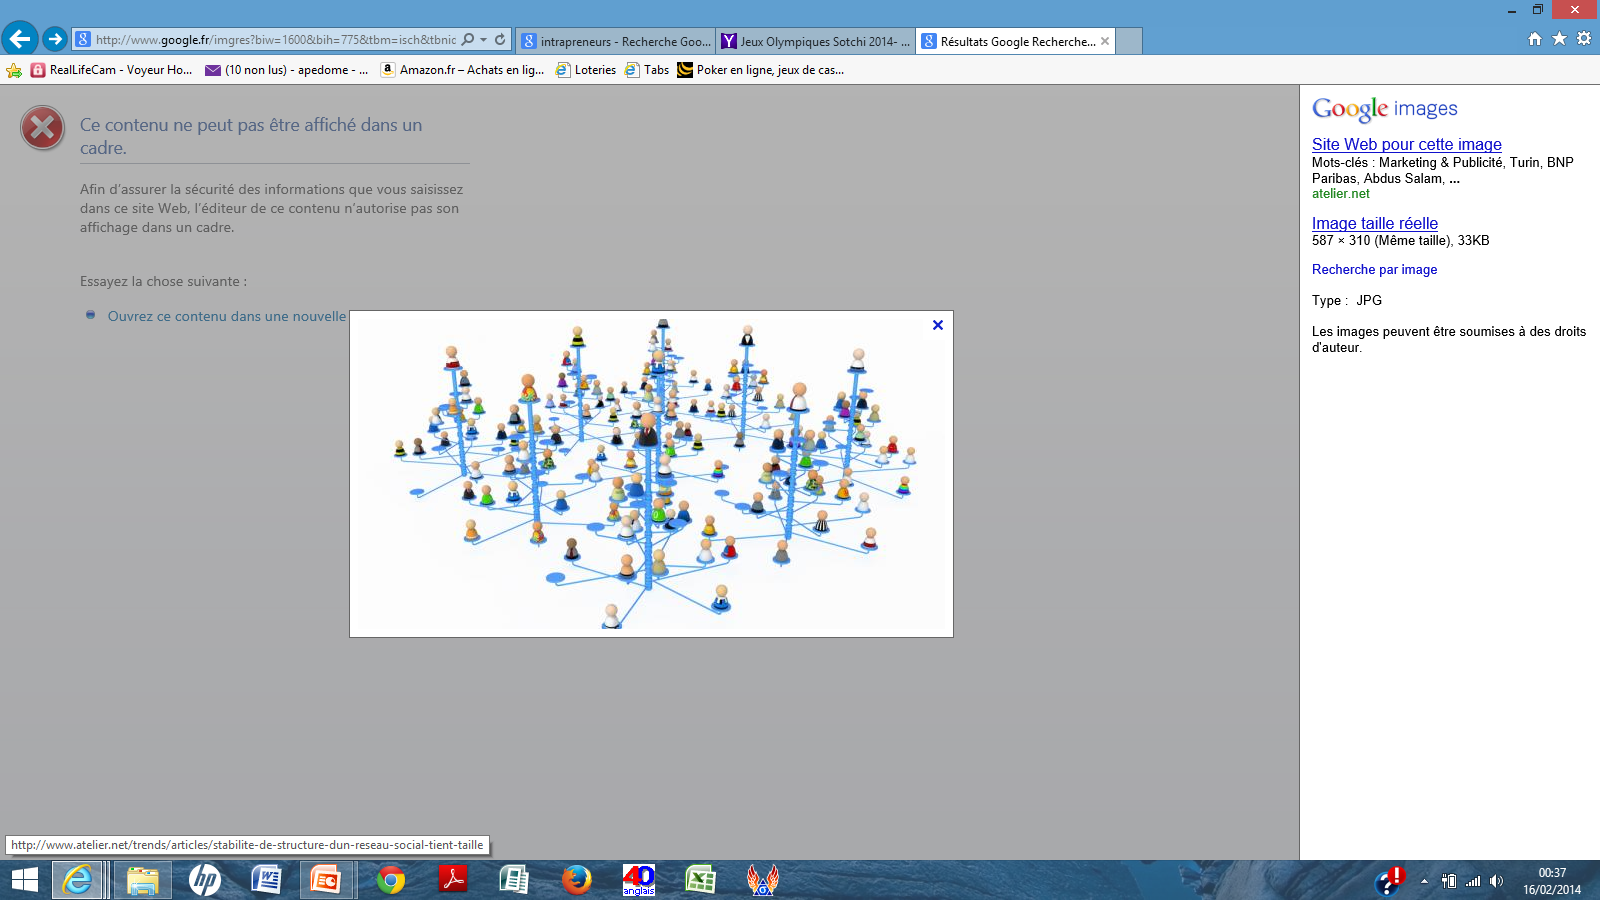 http://www.google.fr/imgres?biw=1600&bih=775&tbm=isch&tbnic
intrapreneurs - Recherche Goo...
Jeux Olympiques Sotchi 2014- ...
Résultats Google Recherche...
RealLifeCam - Voyeur Ho...
(10 non lus) - apedome - ...
Amazon.fr – Achats en lig...
Loteries
Tabs
Poker en ligne, jeux de cas...
Ce contenu ne peut pas être affiché dans un
cadre.
Afin d'assurer la sécurité des informations que vous saisissez
dans ce site Web, l'éditeur de ce contenu n'autorise pas son
affichage dans un cadre.
Essayez la chose suivante :
Ouvrez ce contenu dans une nouvelle
Google images
Site Web pour cette image
Mots-clés : Marketing & Publicité, Turin, BNP
Paribas, Abdus Salam, ...
atelier.net
Image taille réelle
587 × 310 (Même taille), 33KB
Recherche par image
Type : JPG
Les images peuvent être soumises à des droits
d'auteur.
http://www.atelier.net/trends/articles/stabilite-de-structure-dun-reseau-social-tient-taille
hp
40
anglais
00:37
16/02/2014